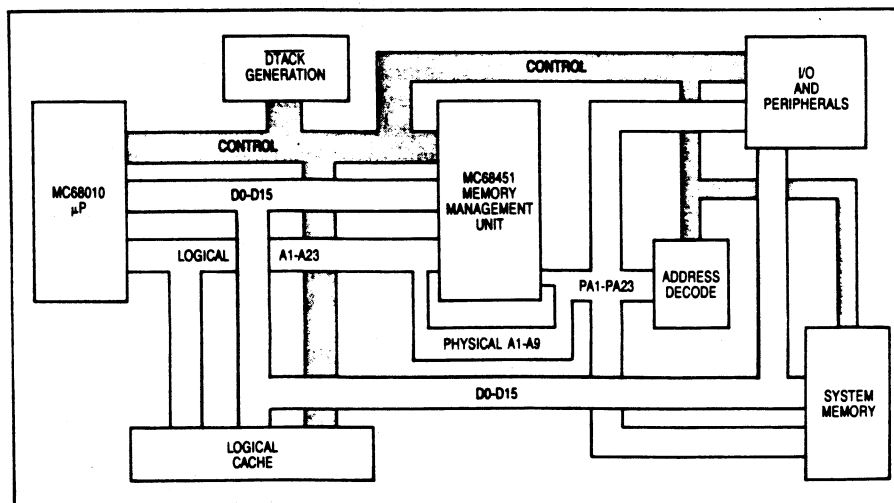 DTACK
GENERATION
CONTROL
I/O
AND
PERIPHERALS
CONTROL
MC68010
µP
D0-D15
MC68451
MEMORY
MANAGEMENT
UNIT
LOGICAL A1-A23
PA1-PA23
ADDRESS
DECODE
PHYSICAL A1-A9
D0-D15
SYSTEM
MEMORY
LOGICAL
CACHE